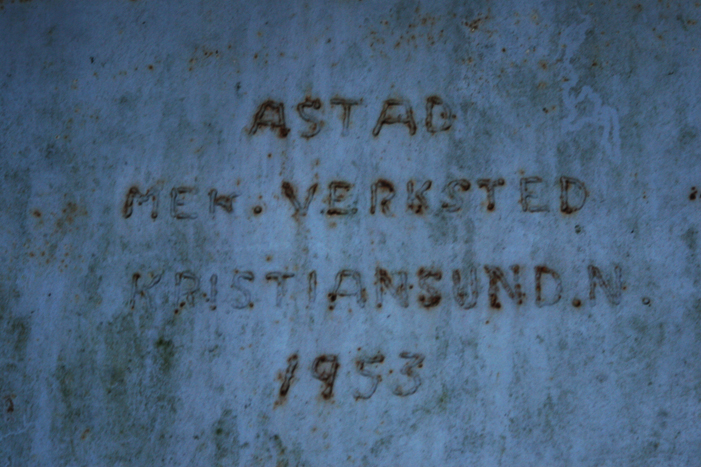 ASTAD
MEK. VERKSTED
KRISTIANSUND.N.
1953